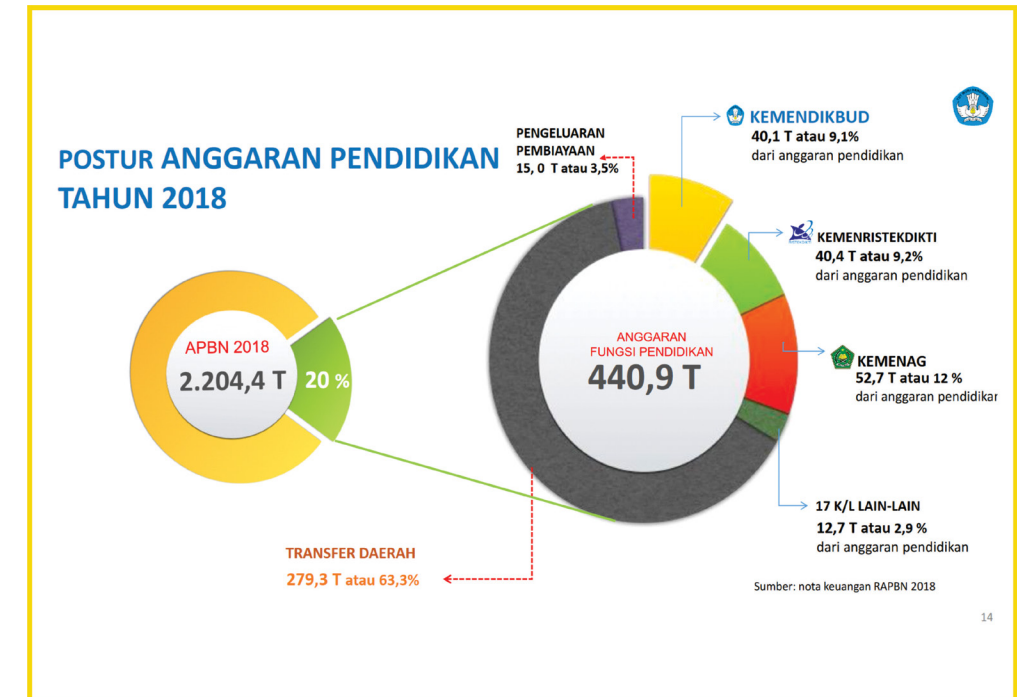 POSTUR ANGGARAN PENDIDIKAN
TAHUN 2018
APBN 2018
2.204,4 T
20 %
PENGELUARAN
PEMBIAYAAN
15, 0 T atau 3,5%
KEMENDIKBUD
40,1 T atau 9,1%
dari anggaran pendidikan
KEMENRISTEKDIKTI
40,4 T atau 9,2%
dari anggaran pendidikan
ANGGARAN
FUNGSI PENDIDIKAN
440,9 T
KEMENAG
52,7 T atau 12 %
dari anggaran pendidikan
17 K/L LAIN-LAIN
12,7 T atau 2,9 %
dari anggaran pendidikan
TRANSFER DAERAH
279,3 T atau 63,3%
Sumber: nota keuangan RAPBN 2018
14